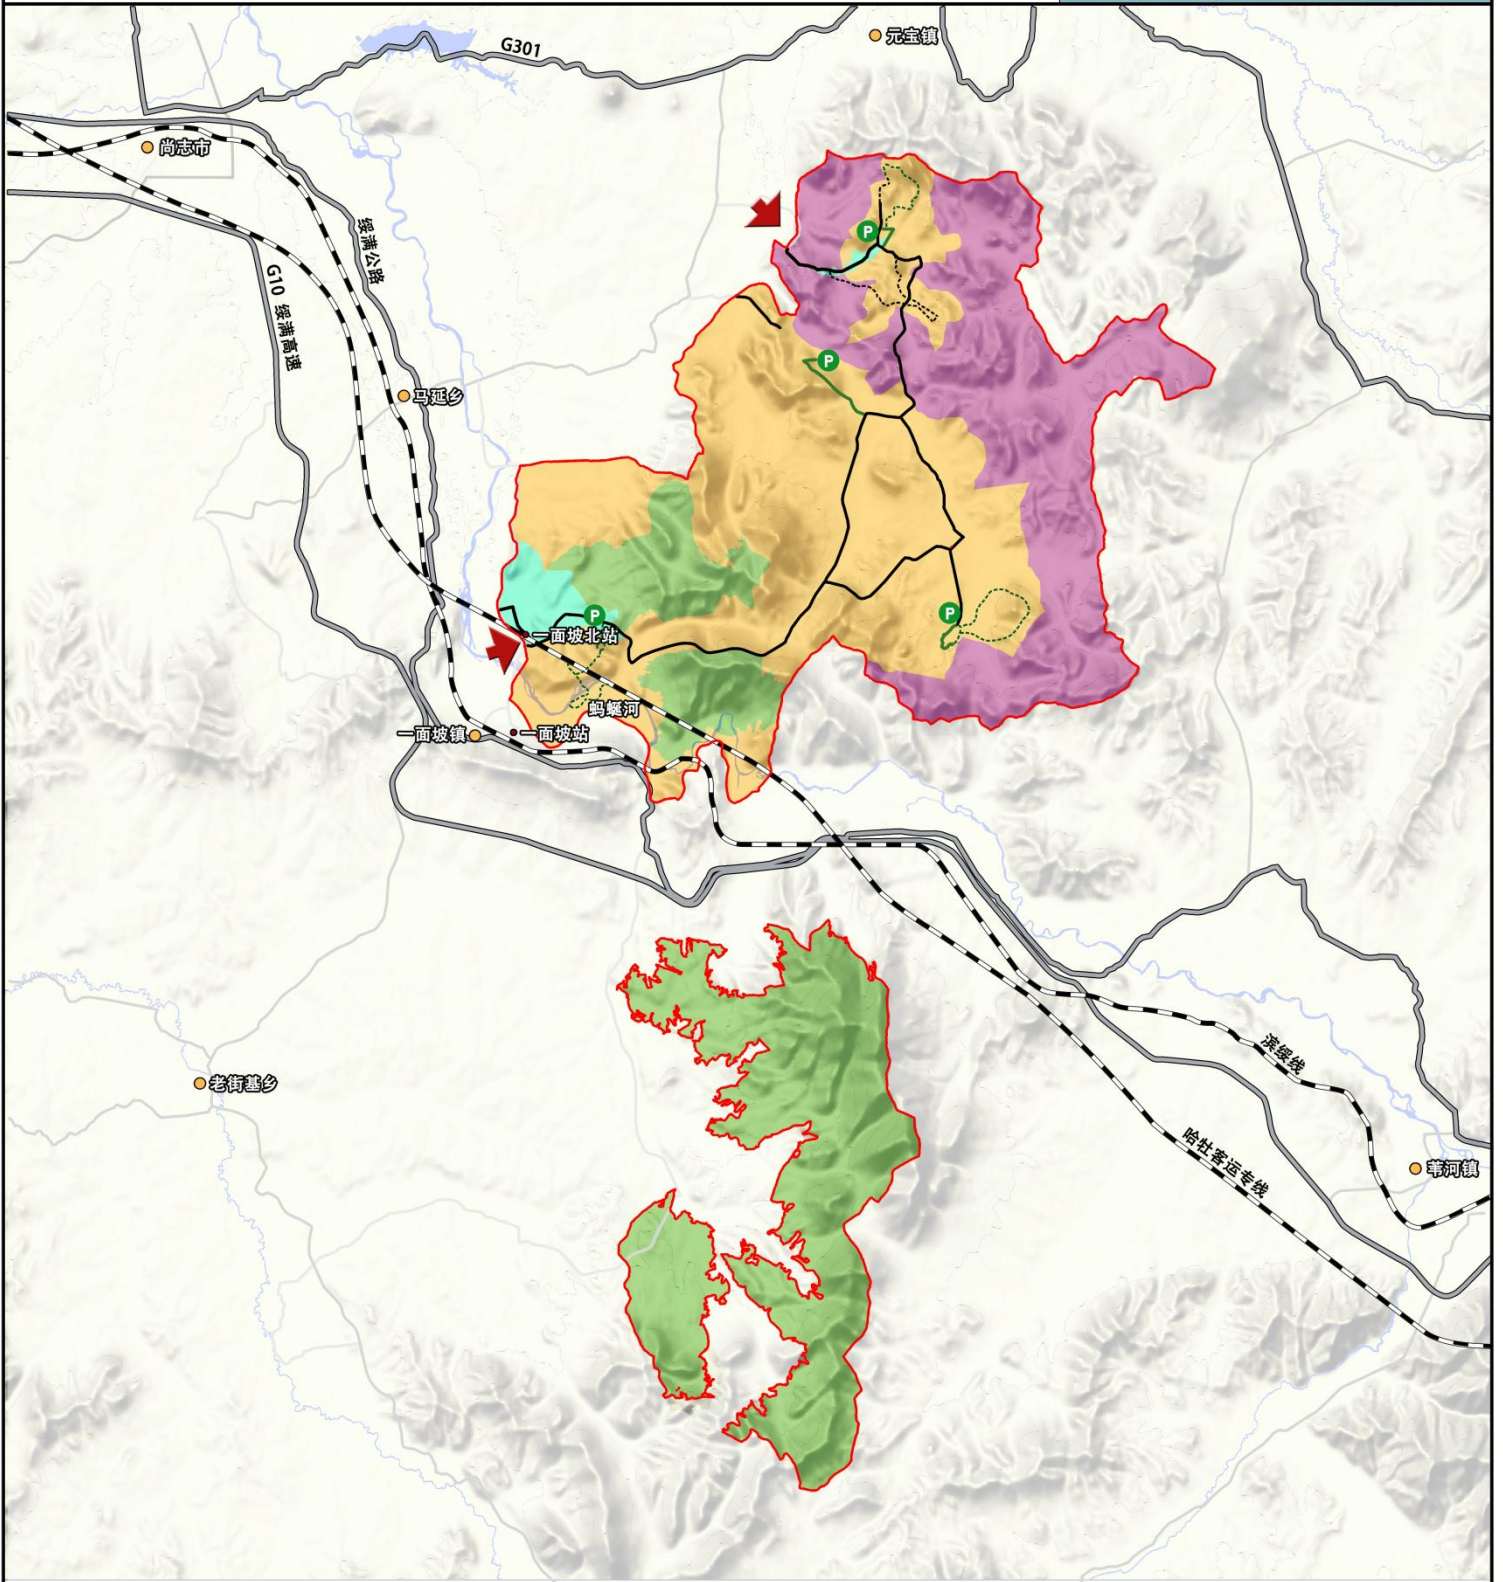 元宝镇
G301
尚志市
绥满公路
G10 绥满高速
P
P
马延乡
P
P
一面坡北站
蚂蜒河
一面坡镇
一面坡站
滨绥线
老街基乡
哈牡客运专线
苇河镇